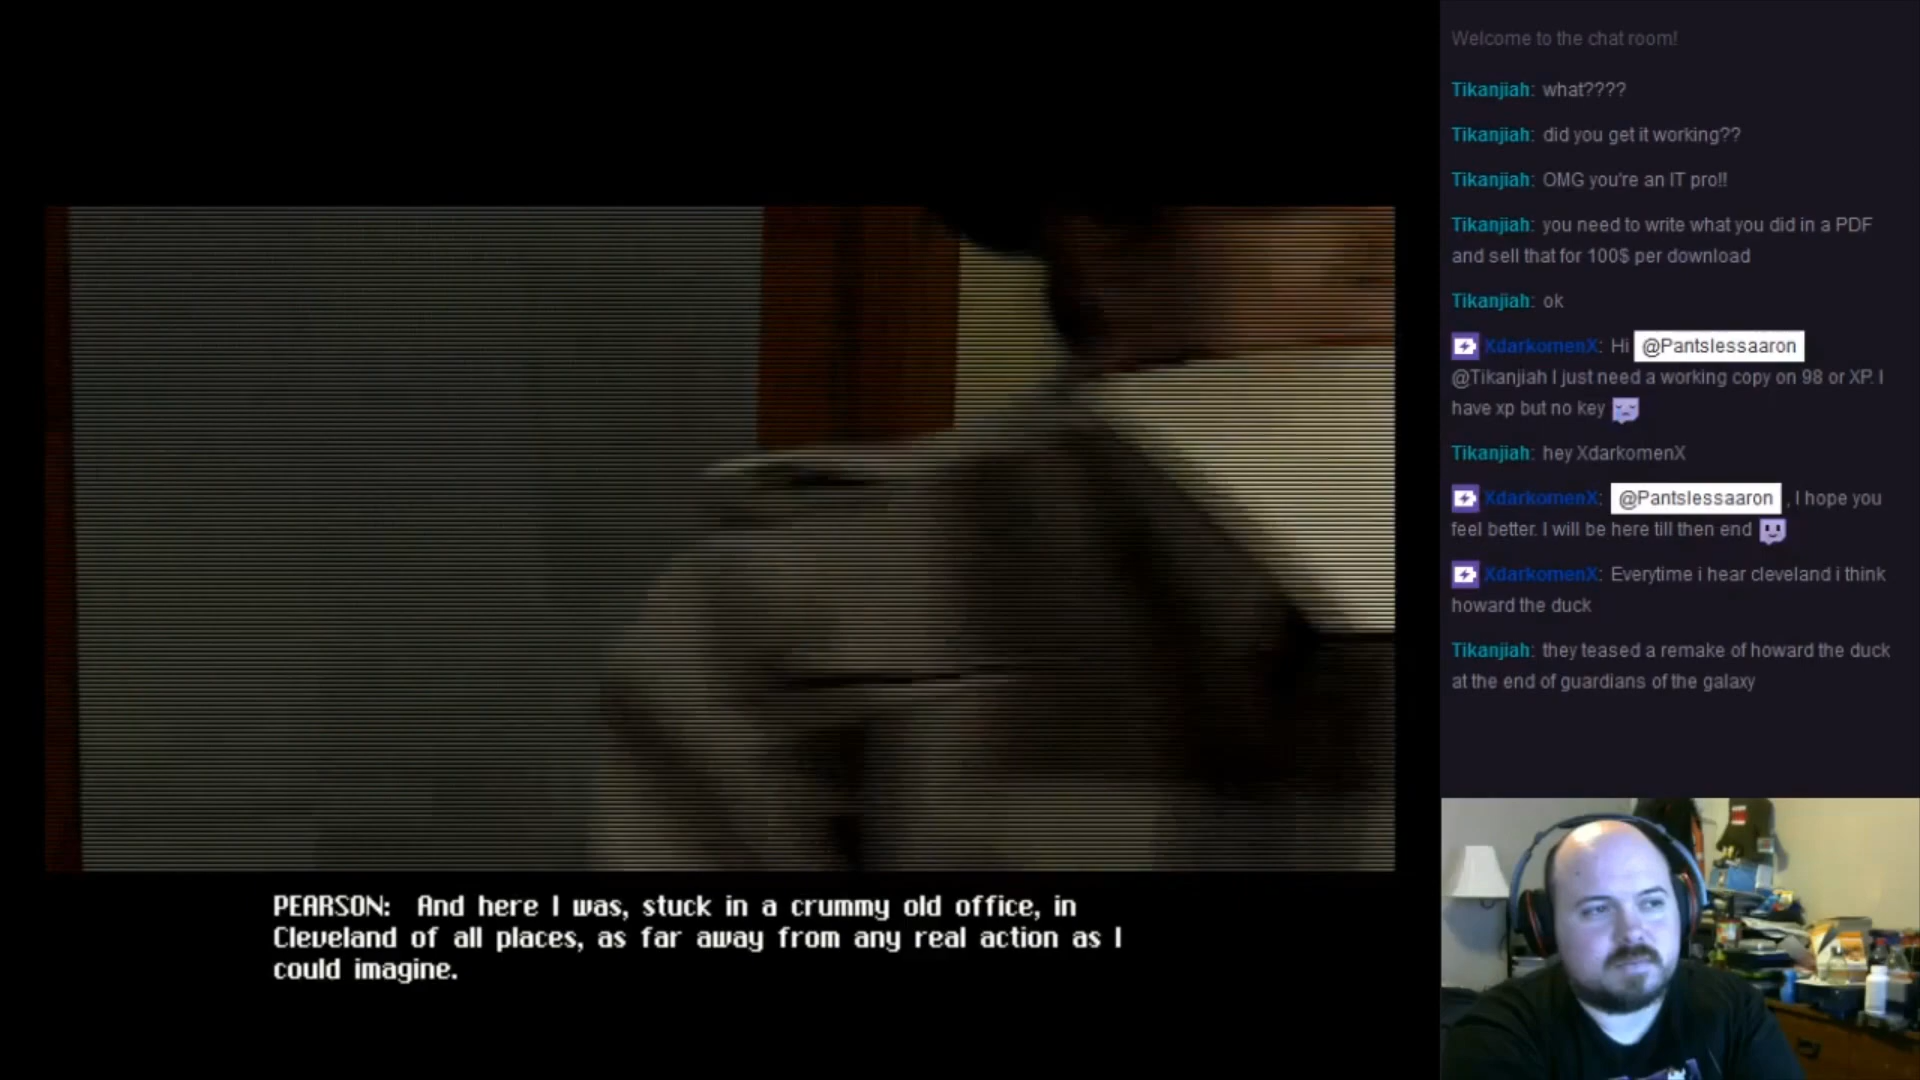 Welcome to the chat room!
Tikanjiah: what????
Tikanjiah: did you get it working??
Tikanjiah: OMG you're an IT pro!!
Tikanjiah: you need to write what you did in a PDF
and sell that for 100$ per download
Tikanjiah: ok
XdarkomenX: Hi @Pantslessaaron
@Tikanjiah I just need a working copy on 98 or XP. I
have xp but no key
Tikanjiah: hey XdarkomenX
XdarkomenX: @Pantslessaaron , I hope you
feel better. I will be here till then end
XdarkomenX: Everytime i hear cleveland i think
howard the duck
Tikanjiah: they teased a remake of howard the duck
at the end of guardians of the galaxy
PEARSON: And here I was, stuck in a crummy old office, in
Cleveland of all places, as far away from any real action as I
could imagine.